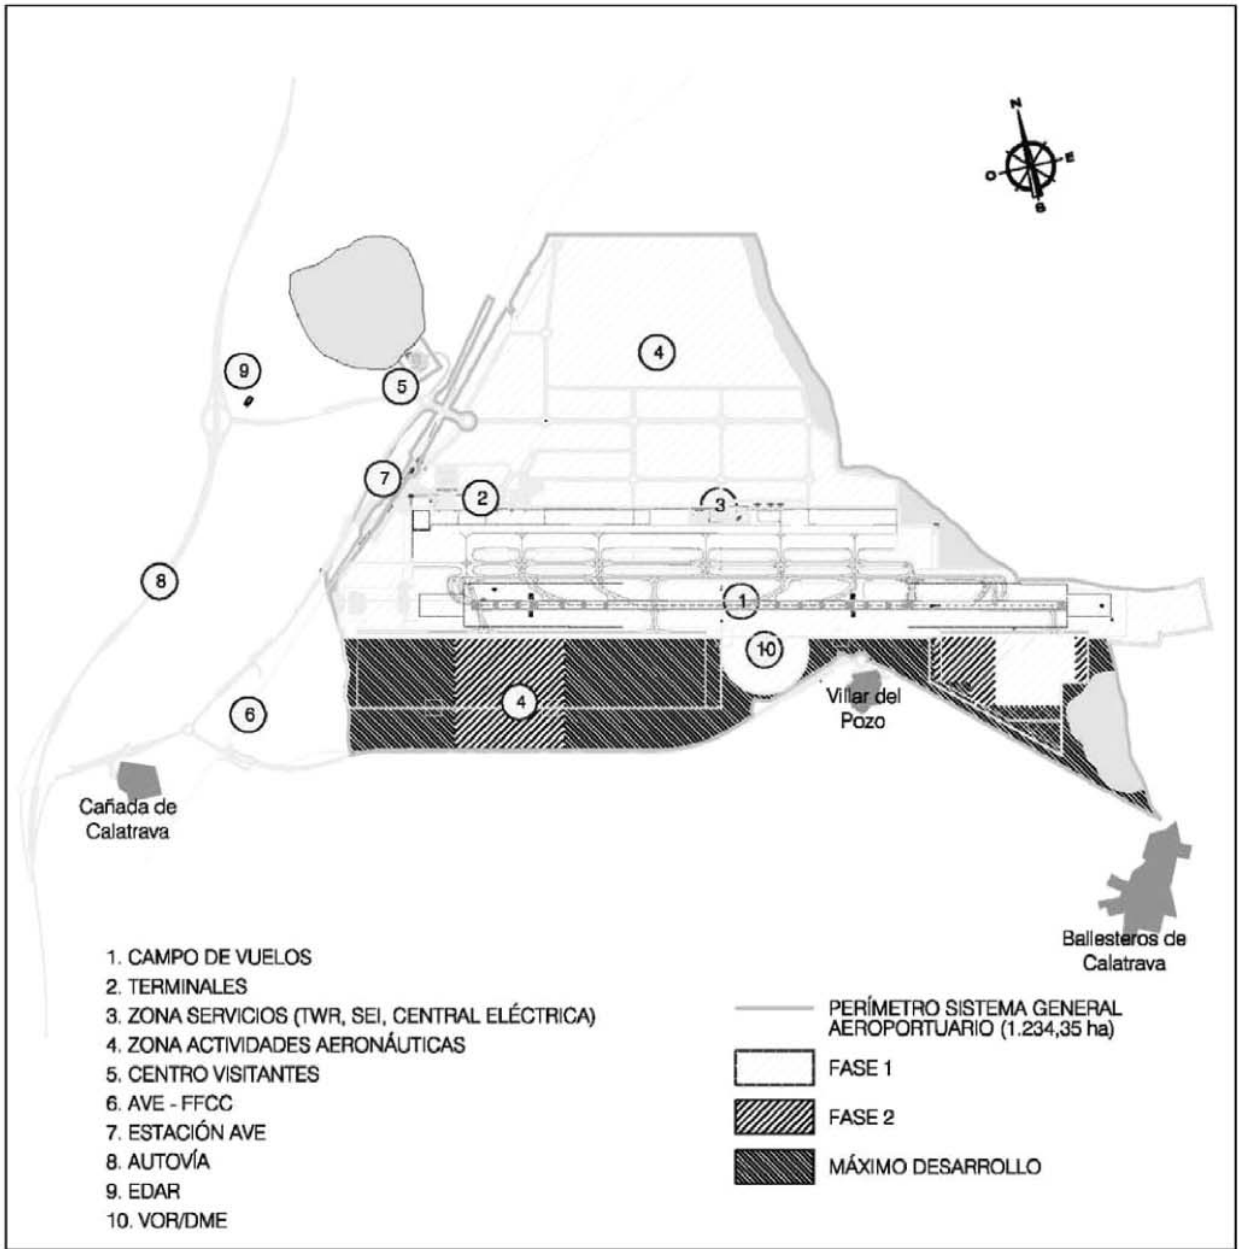 N
E
O
S
4
9
5
7
2
3
8
1
10
4
6
Villar del
Pozo
Cañada de
Calatrava
Ballesteros de
Calatrava
1. CAMPO DE VUELOS
2. TERMINALES
3. ZONA SERVICIOS (TWR, SEI, CENTRAL ELÉCTRICA)
4. ZONA ACTIVIDADES AERONÁUTICAS
5. CENTRO VISITANTES
6. AVE - FFCC
7. ESTACIÓN AVE
8. AUTOVÍA
9. EDAR
10. VOR/DME
PERÍMETRO SISTEMA GENERAL
AEROPORTUARIO (1.234,35 ha)
FASE 1
FASE 2
MÁXIMO DESARROLLO